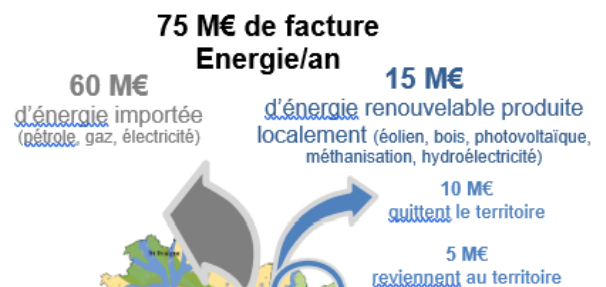 75 M€ de facture
Energie/an
60 M€
d'énergie importée
(pétrole, gaz, électricité)
15 M€
d'énergie renouvelable produite
localement (éolien, bois, photovoltaïque,
méthanisation, hydroélectricité)
10 M€
quittent le territoire
5 M€
reviennent au territoire